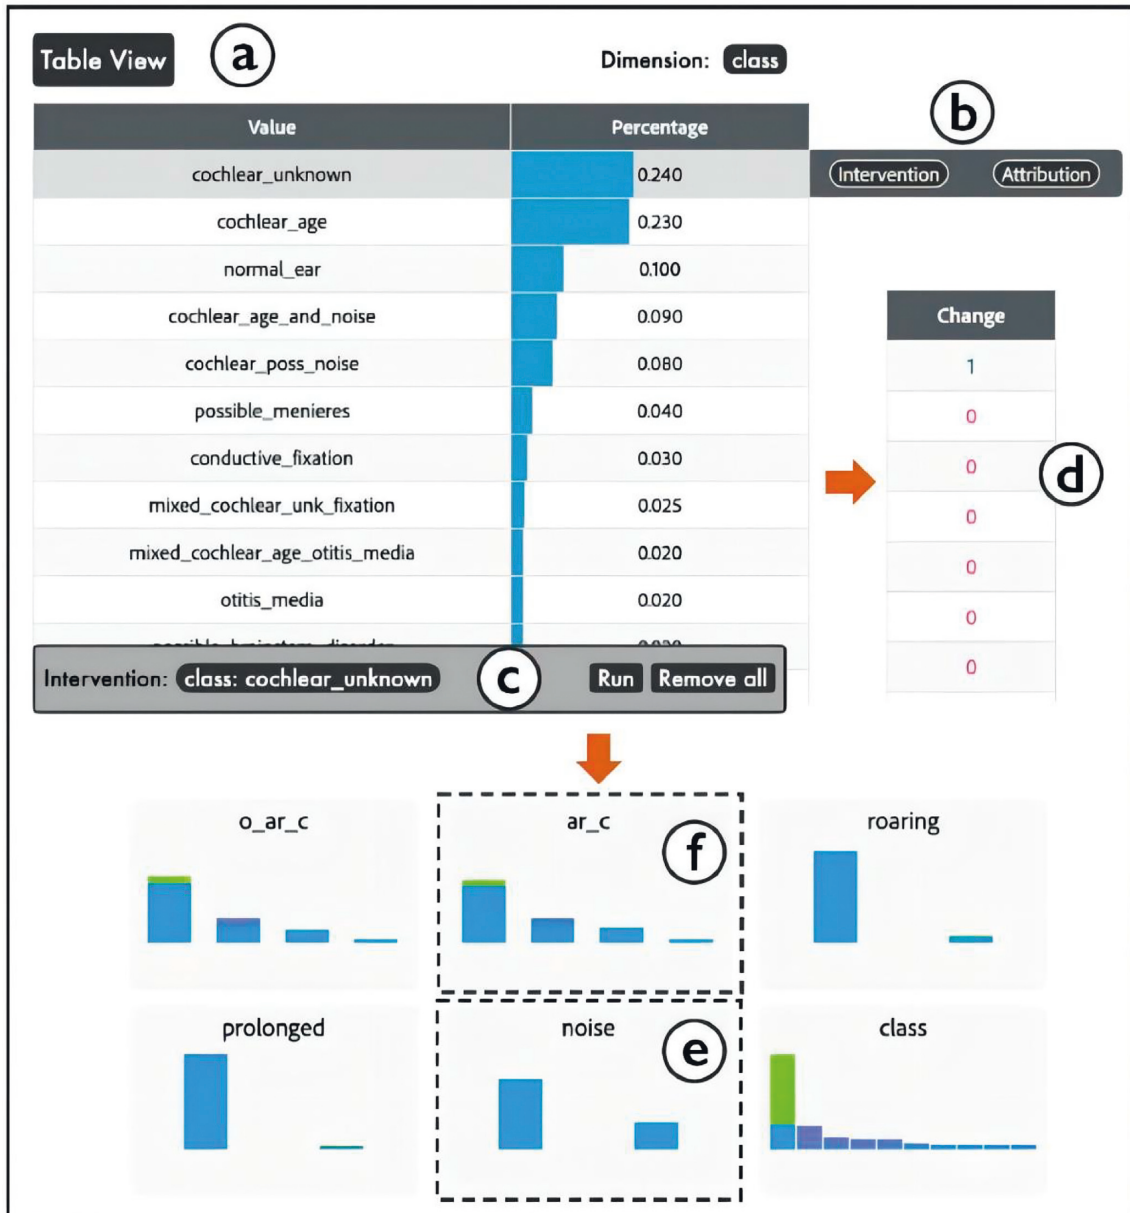 Table View
a
Dimension: class
b
Value Percentage
cochlear_unknown 0.240 Intervention Attribution
cochlear_age 0.230
normal_ear 0.100
cochlear_age_and_noise 0.090
cochlear_poss_noise 0.080
possible_menieres 0.040
conductive_fixation 0.030
mixed_cochlear_unk_fixation 0.025
mixed_cochlear_age_otitis_media 0.020
otitis_media 0.020
possible_brainstem_disorder 0.020
Change
1
0
0
0
0
0
0
d
Intervention: class: cochlear_unknown c Run Remove all
o_ar_c ar_c roaring
f
prolonged noise class
e